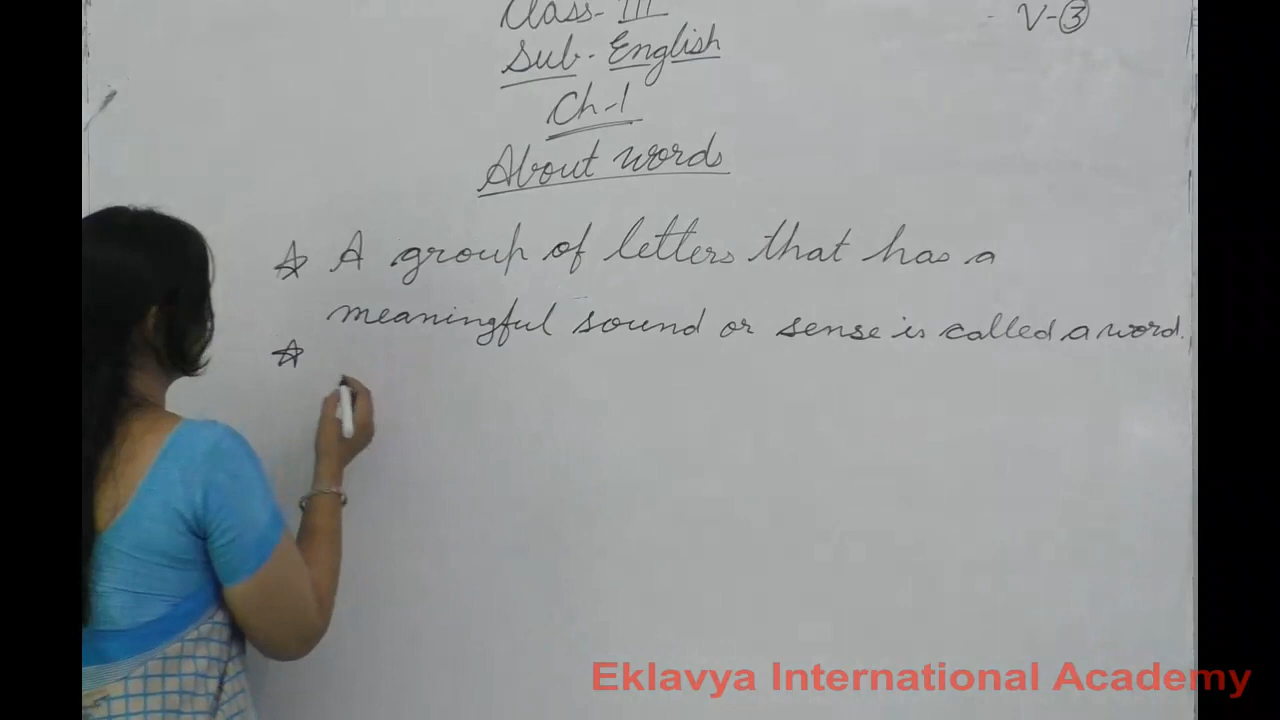 Class-III
V-3
Sub-English
Ch-1
About words
☆ A group of letters that has a
meaningful sound or sense is called a word.
☆
Eklavya International Academy